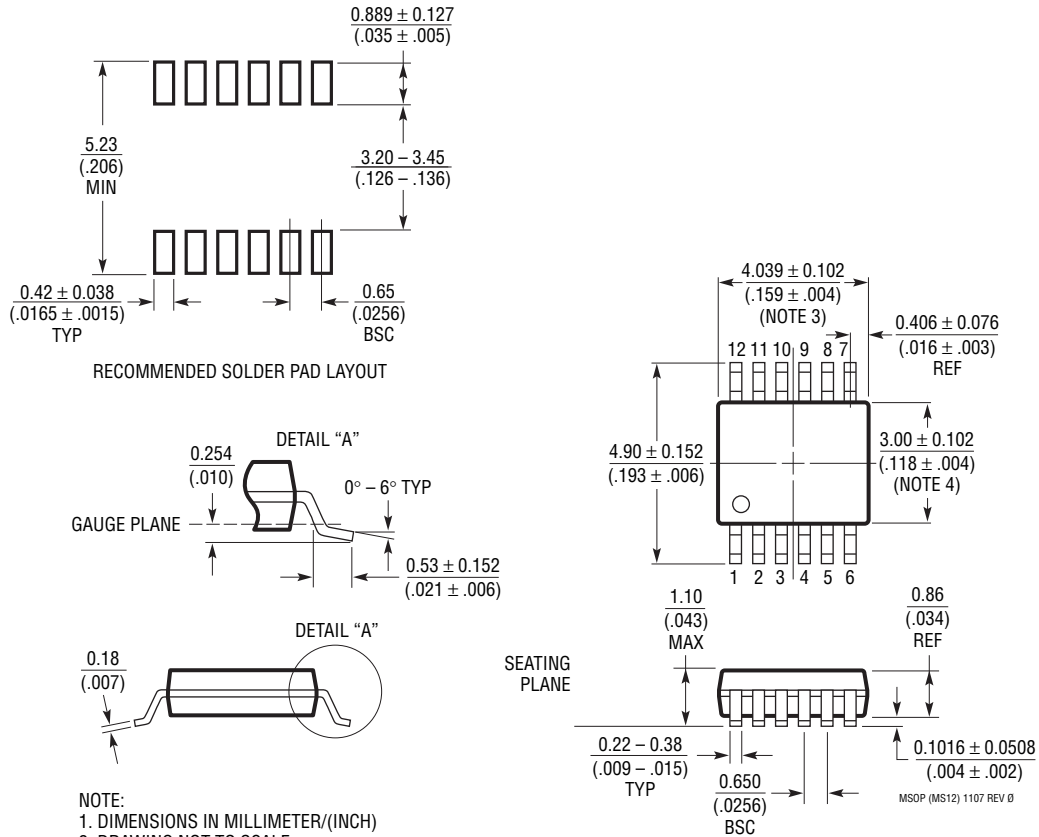 0.889 ± 0.127
(.035 ± .005)
5.23
(.206)
MIN
3.20 – 3.45
(.126 – .136)
0.42 ± 0.038
(.0165 ± .0015)
TYP
0.65
(.0256)
BSC
RECOMMENDED SOLDER PAD LAYOUT
4.039 ± 0.102
(.159 ± .004)
(NOTE 3)
0.406 ± 0.076
(.016 ± .003)
REF
12 11 10 9 8 7
4.90 ± 0.152
(.193 ± .006)
3.00 ± 0.102
(.118 ± .004)
(NOTE 4)
1 2 3 4 5 6
DETAIL “A”
0.254
(.010)
0° – 6° TYP
GAUGE PLANE
0.53 ± 0.152
(.021 ± .006)
DETAIL “A”
0.18
(.007)
1.10
(.043)
MAX
0.86
(.034)
REF
SEATING
PLANE
0.22 – 0.38
(.009 – .015)
TYP
0.650
(.0256)
BSC
0.1016 ± 0.0508
(.004 ± .002)
MSOP (MS12) 1107 REV Ø
NOTE:
1. DIMENSIONS IN MILLIMETER/(INCH)